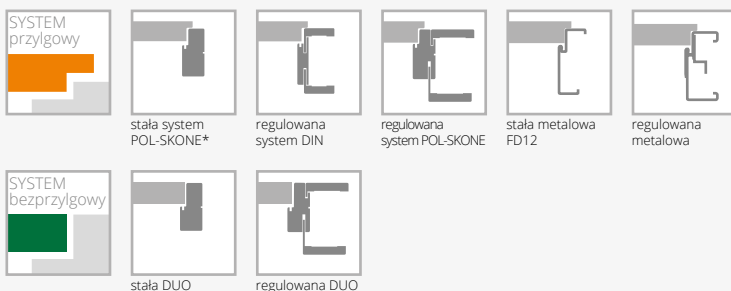 SYSTEM
przylgowy
stała system
POL-SKONE*
regulowana
system DIN
regulowana
system POL-SKONE
stała metalowa
FD12
regulowana
metalowa
SYSTEM
bezprzylgowy
stała DUO
regulowana DUO